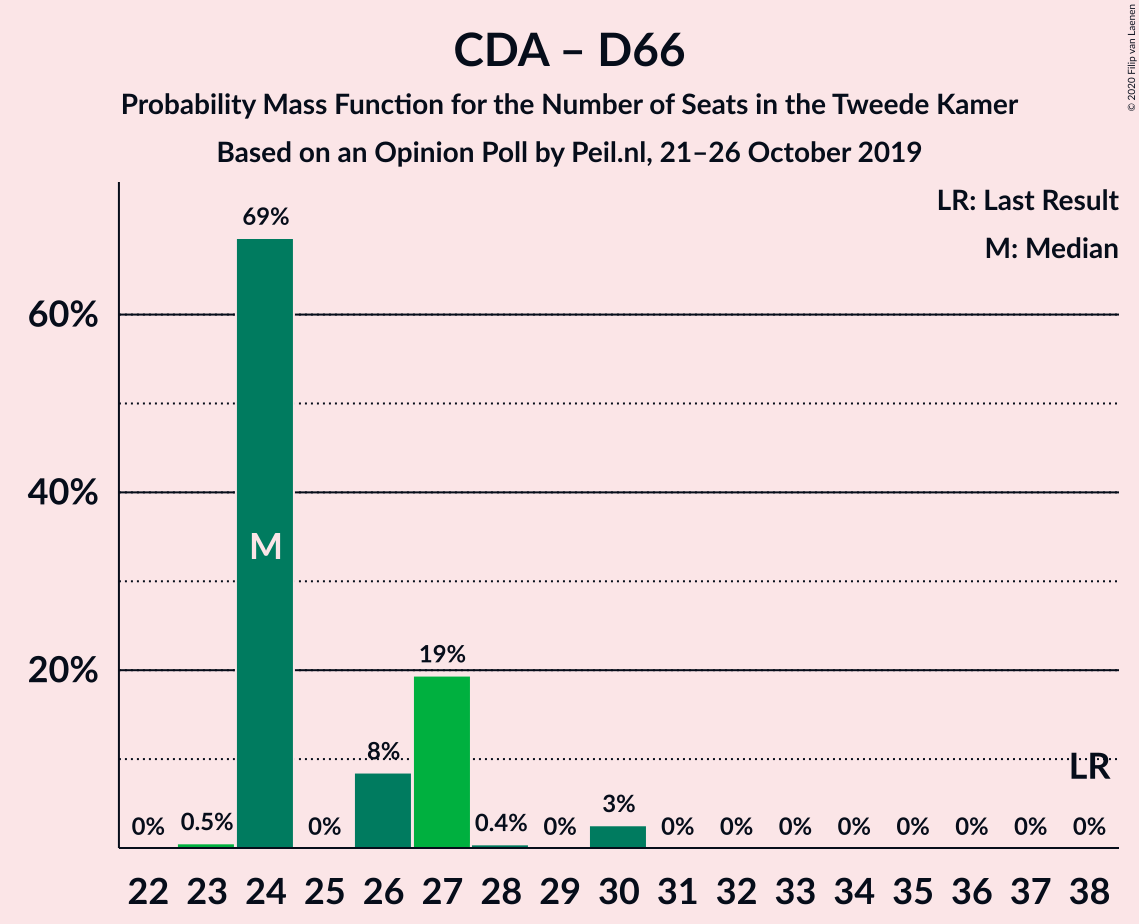 CDA – D66
Probability Mass Function for the Number of Seats in the Tweede Kamer
Based on an Opinion Poll by Peil.nl, 21–26 October 2019
© 2020 Filip van Laenen
LR: Last Result
M: Median
60%
40%
20%
0%
0.5%
69%
M
0%
8%
19%
0.4%
0%
3%
0%
0%
0%
0%
0%
0%
0%
0%
LR
22 23 24 25 26 27 28 29 30 31 32 33 34 35 36 37 38